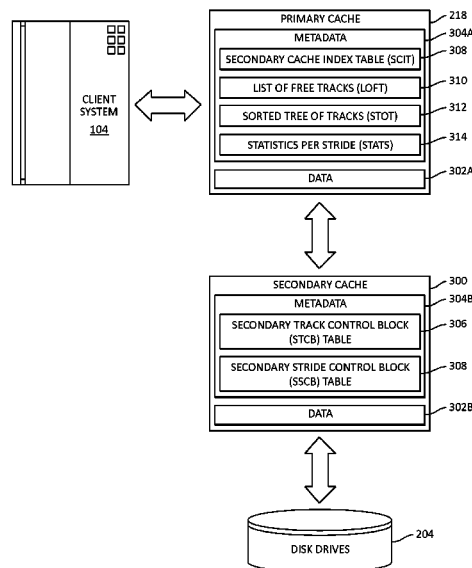 PRIMARY CACHE
218
METADATA
304A
SECONDARY CACHE INDEX TABLE (SCIT)
308
LIST OF FREE TRACKS (LOFT)
310
SORTED TREE OF TRACKS (STOT)
312
STATISTICS PER STRIDE (STATS)
314
DATA
302A
CLIENT
SYSTEM
104
SECONDARY CACHE
300
METADATA
304B
SECONDARY TRACK CONTROL BLOCK
(STCB) TABLE
306
SECONDARY STRIDE CONTROL BLOCK
(SSCB) TABLE
308
DATA
302B
DISK DRIVES
204